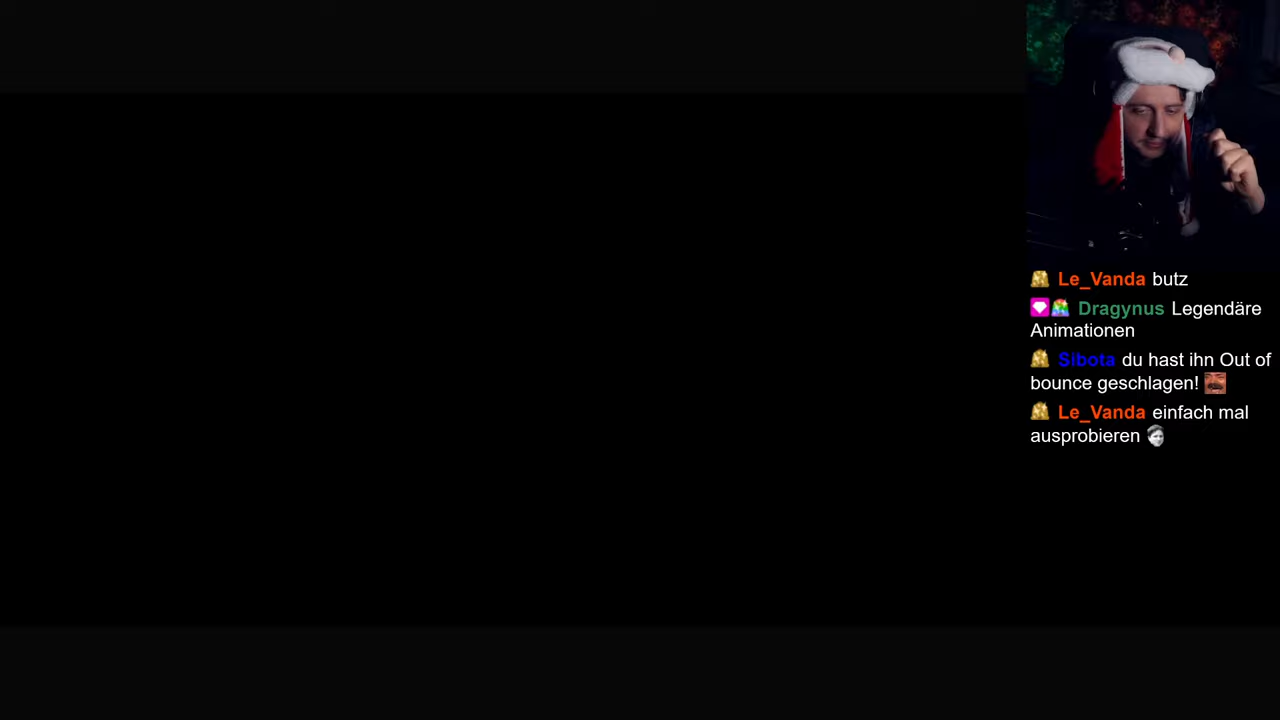 Le_Vanda butz
Dragynus Legendäre
Animationen
Sibota du hast ihn Out of
bounce geschlagen!
Le_Vanda einfach mal
ausprobieren